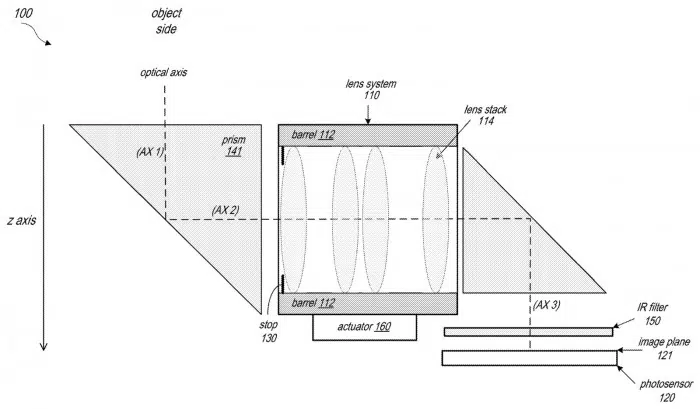 100
object
side
optical axis
lens system
110
lens stack
114
barrel 112
prism
141
(AX 1)
(AX 2)
z axis
barrel 112
(AX 3)
stop
130
actuator 160
IR filter
150
image plane
121
photosensor
120